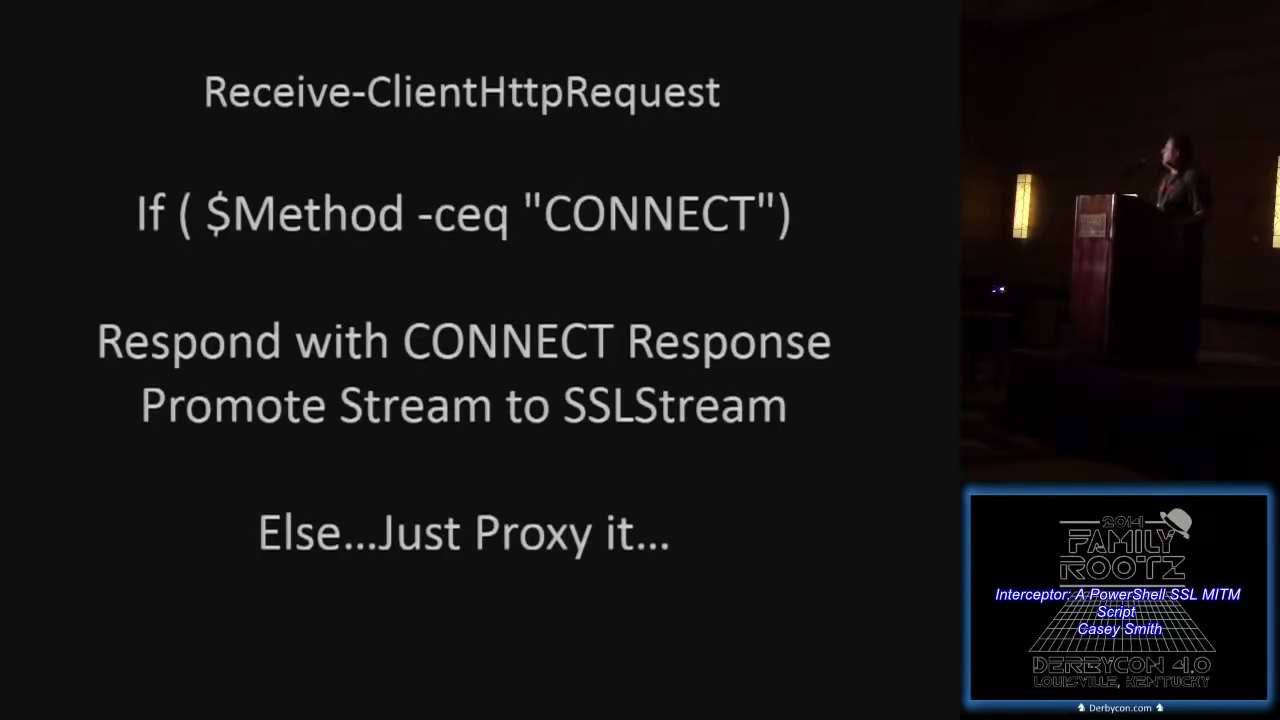 Receive-ClientHttpRequest
If ( $Method -ceq "CONNECT")
Respond with CONNECT Response
Promote Stream to SSLStream
Else...Just Proxy it...
2014
FAMILY
ROOTZ
Interceptor: A PowerShell SSL MITM
Script
Casey Smith
DERBYCON 4.0
LOUISVILLE, KENTUCKY
Derbycon.com